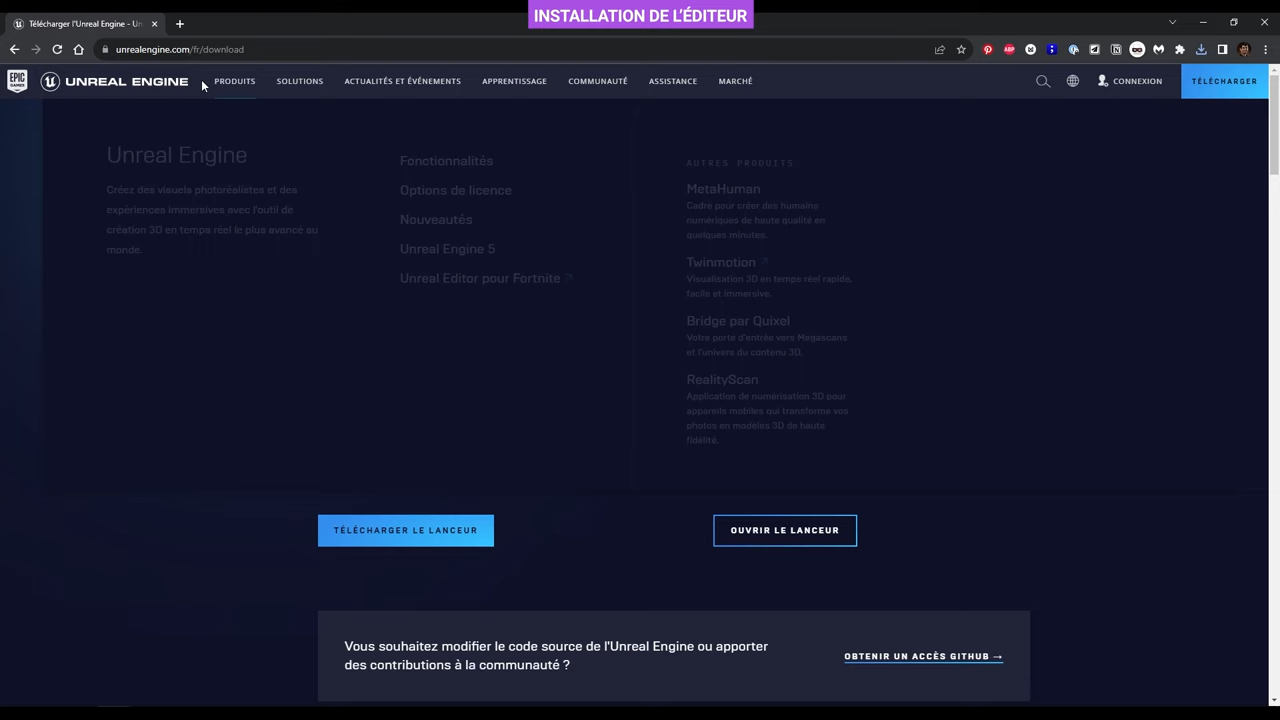 INSTALLATION DE L'ÉDITEUR
Télécharger l'Unreal Engine - Un
unrealengine.com/fr/download
EPIC GAMES
UNREAL ENGINE
PRODUITS
SOLUTIONS
ACTUALITÉS ET ÉVÉNEMENTS
APPRENTISSAGE
COMMUNAUTÉ
ASSISTANCE
MARCHÉ
CONNEXION
TÉLÉCHARGER
Unreal Engine
Créez des visuels photoréalistes et des
expériences immersives avec l'outil de
création 3D en temps réel le plus avancé au
monde.
Fonctionnalités
Options de licence
Nouveautés
Unreal Engine 5
Unreal Editor pour Fortnite
AUTRES PRODUITS
MetaHuman
Cadre pour créer des humains
numériques de haute qualité en
quelques minutes.
Twinmotion
Visualisation 3D en temps réel rapide,
facile et immersive.
Bridge par Quixel
Votre porte d'entrée vers Megascans
et l'univers du contenu 3D.
RealityScan
Application de numérisation 3D pour
appareils mobiles qui transforme vos
photos en modèles 3D de haute
fidélité.
TÉLÉCHARGER LE LANCEUR
OUVRIR LE LANCEUR
Vous souhaitez modifier le code source de l'Unreal Engine ou apporter
des contributions à la communauté ?
OBTENIR UN ACCÈS GITHUB →